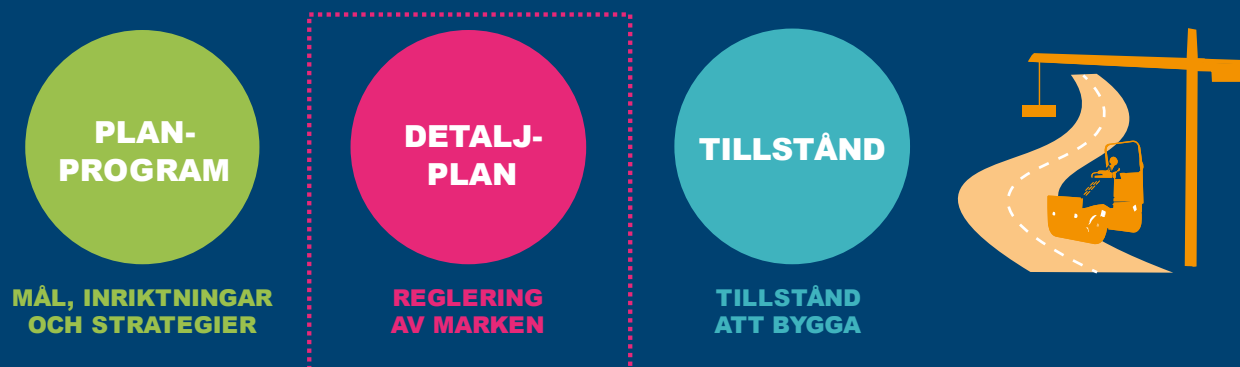 PLAN-
PROGRAM
DETALJ-
PLAN
TILLSTÅND
MÅL, INRIKTNINGAR
OCH STRATEGIER
REGLERING
AV MARKEN
TILLSTÅND
ATT BYGGA